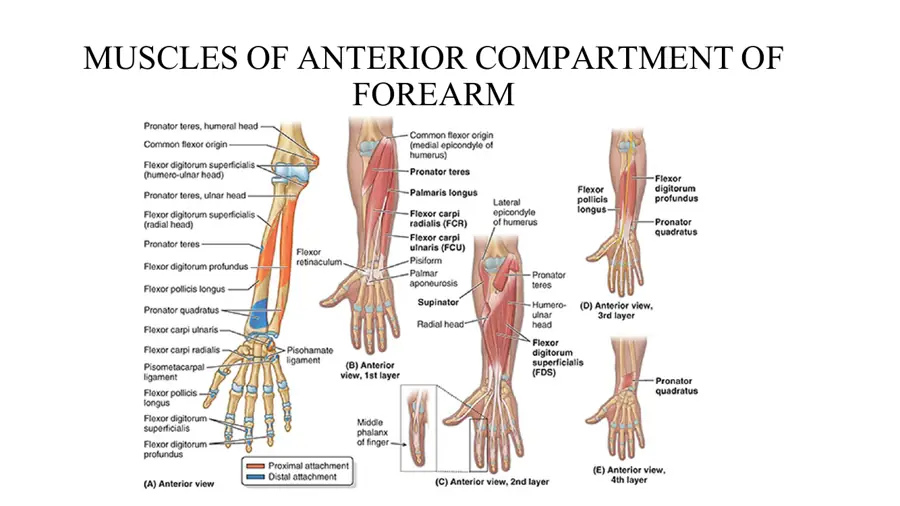 MUSCLES OF ANTERIOR COMPARTMENT OF
FOREARM
Pronator teres, humeral head
Common flexor origin
Flexor digitorum superficialis
(humero-ulnar head)
Pronator teres, ulnar head
Flexor digitorum superficialis
(radial head)
Pronator teres
Flexor digitorum profundus
Flexor pollicis longus
Pronator quadratus
Flexor carpi ulnaris
Flexor carpi radialis
Pisometacarpal
ligament
Flexor pollicis
longus
Flexor digitorum
superficialis
Flexor digitorum
profundus
Pisohamate
ligament
Proximal attachment
Distal attachment
(A) Anterior view
Common flexor origin
(medial epicondyle of
humerus)
Pronator teres
Palmaris longus
Flexor carpi
radialis (FCR)
Flexor carpi
ulnaris (FCU)
Pisiform
Palmar
aponeurosis
Flexor
retinaculum
(B) Anterior
view, 1st layer
Lateral
epicondyle
of humerus
Supinator
Radial head
Pronator
teres
Humero-
ulnar
head
Flexor
digitorum
superficialis
(FDS)
Middle
phalanx
of finger
(C) Anterior view, 2nd layer
Flexor
pollicis
longus
Flexor
digitorum
profundus
Pronator
quadratus
(D) Anterior view,
3rd layer
Pronator
quadratus
(E) Anterior view,
4th layer